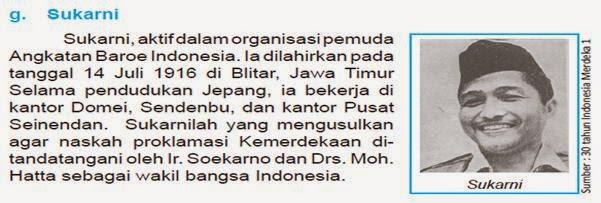 g. Sukarni
Sukarni, aktif dalam organisasi pemuda
Angkatan Baroe Indonesia. Ia dilahirkan pada
tanggal 14 Juli 1916 di Blitar, Jawa Timur
Selama pendudukan Jepang, ia bekerja di
kantor Domei, Sendenbu, dan kantor Pusat
Seinendan. Sukarnilah yang mengusulkan
agar naskah proklamasi Kemerdekaan di-
tandatangani oleh Ir. Soekarno dan Drs. Moh.
Hatta sebagai wakil bangsa Indonesia.
Sukarni
Sumber : 30 tahun Indonesia Merdeka 1